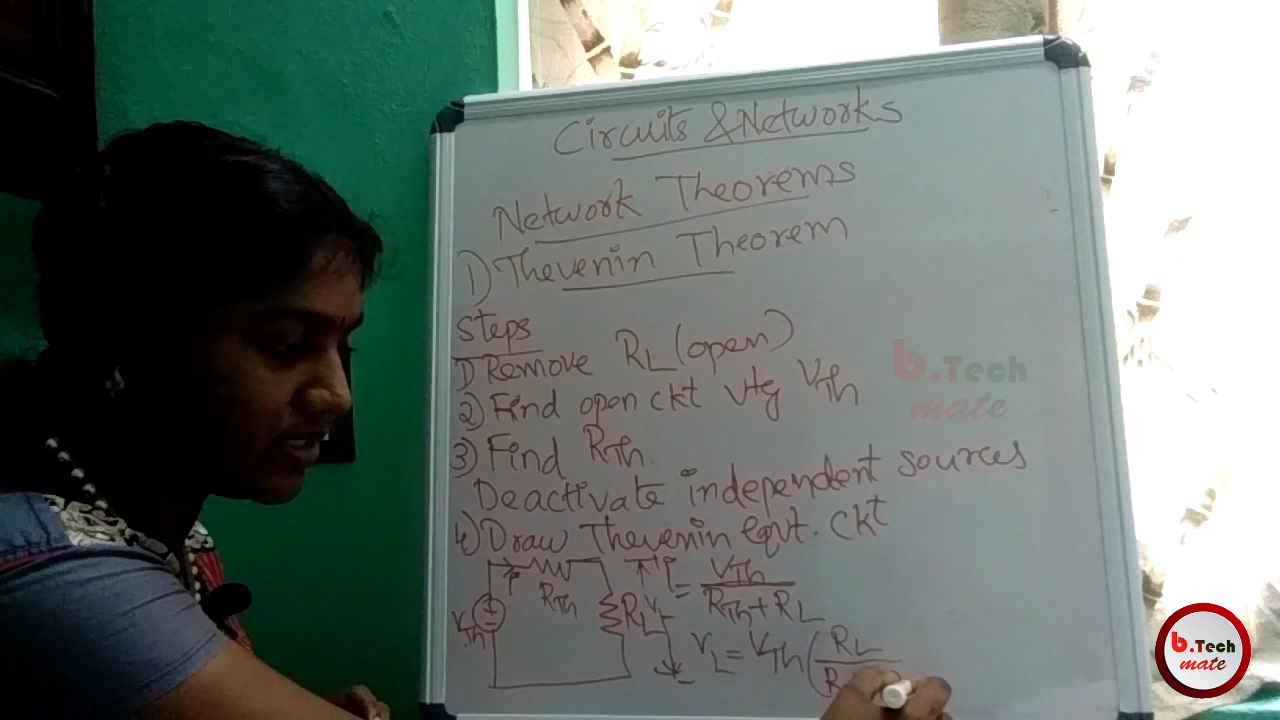 Circuits & Networks
Network Theorems
1) Thevenin Theorem
Steps
1) Remove RL (open)
2) Find open ckt vtg VTh
3) Find RTh.
Deactivate independent sources
4) Draw Thevenin eqvt. ckt
VTh
+
RTh
RL
VL
+
-
I = VTh / RTh + RL
VL = VTh ( RL / R
b.Tech
mate
b.Tech
mate